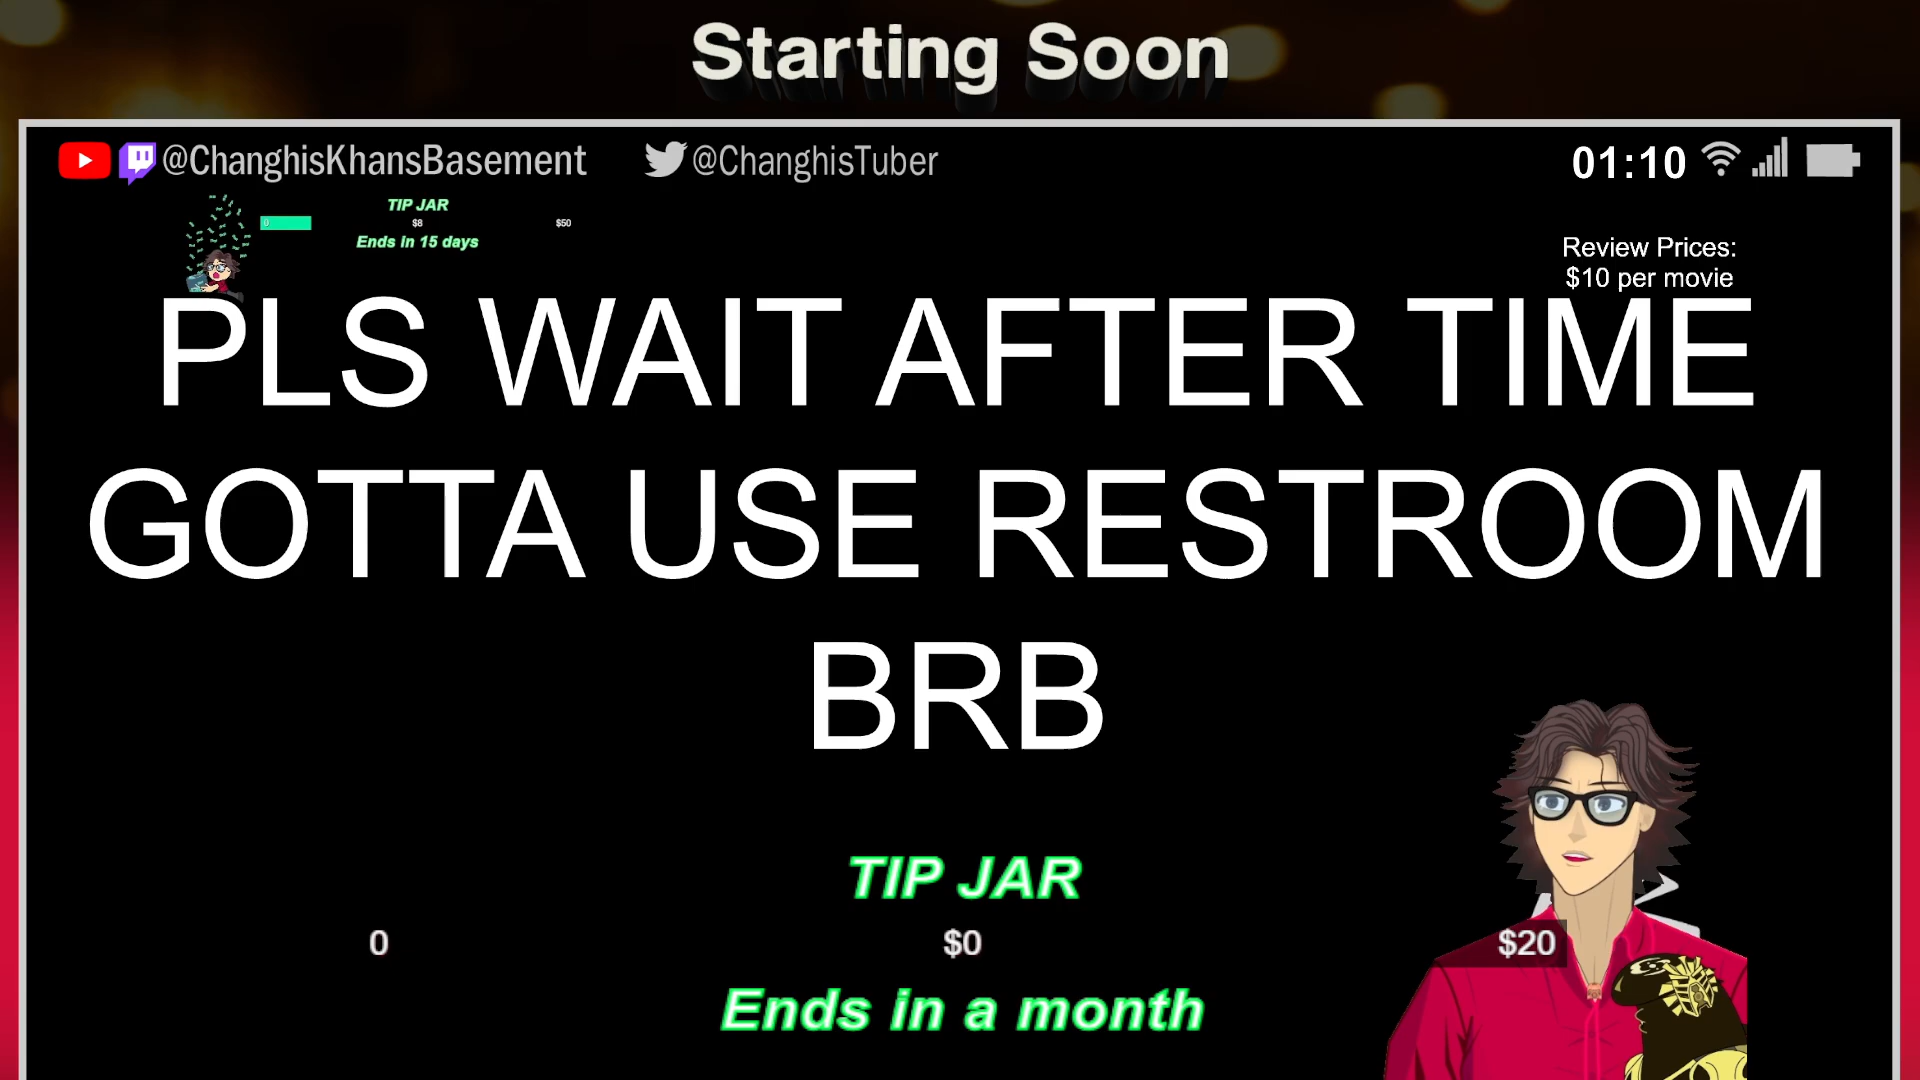 Starting Soon
@ChanghisKhansBasement
@ChanghisTuber
01:10
TIP JAR
0
$8
$50
Ends in 15 days
Review Prices:
$10 per movie
PLS WAIT AFTER TIME
GOTTA USE RESTROOM
BRB
TIP JAR
0
$0
$20
Ends in a month